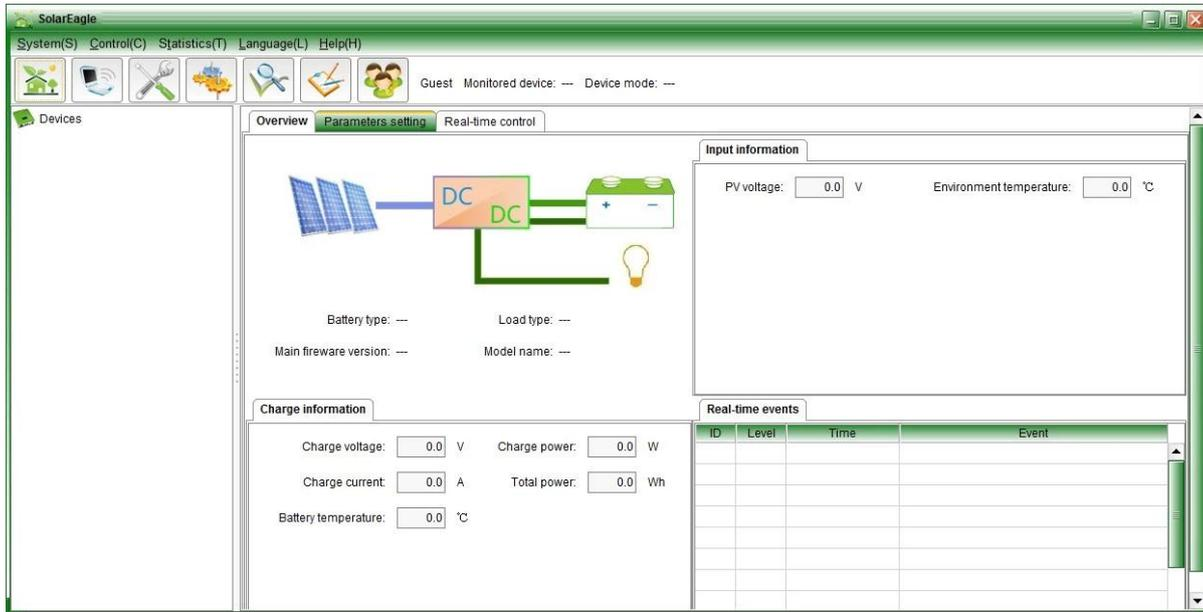 SolarEagle
System(S) Control(C) Statistics(T) Language(L) Help(H)
Guest Monitored device: --- Device mode: ---
Devices
Overview Parameters setting Real-time control
DC
DC
+ −
Battery type: --- Load type: ---
Main fireware version: --- Model name: ---
Input information
PV voltage: 0.0 V Environment temperature: 0.0 ℃
Charge information
Charge voltage: 0.0 V Charge power: 0.0 W
Charge current: 0.0 A Total power: 0.0 Wh
Battery temperature: 0.0 ℃
Real-time events
ID Level Time Event